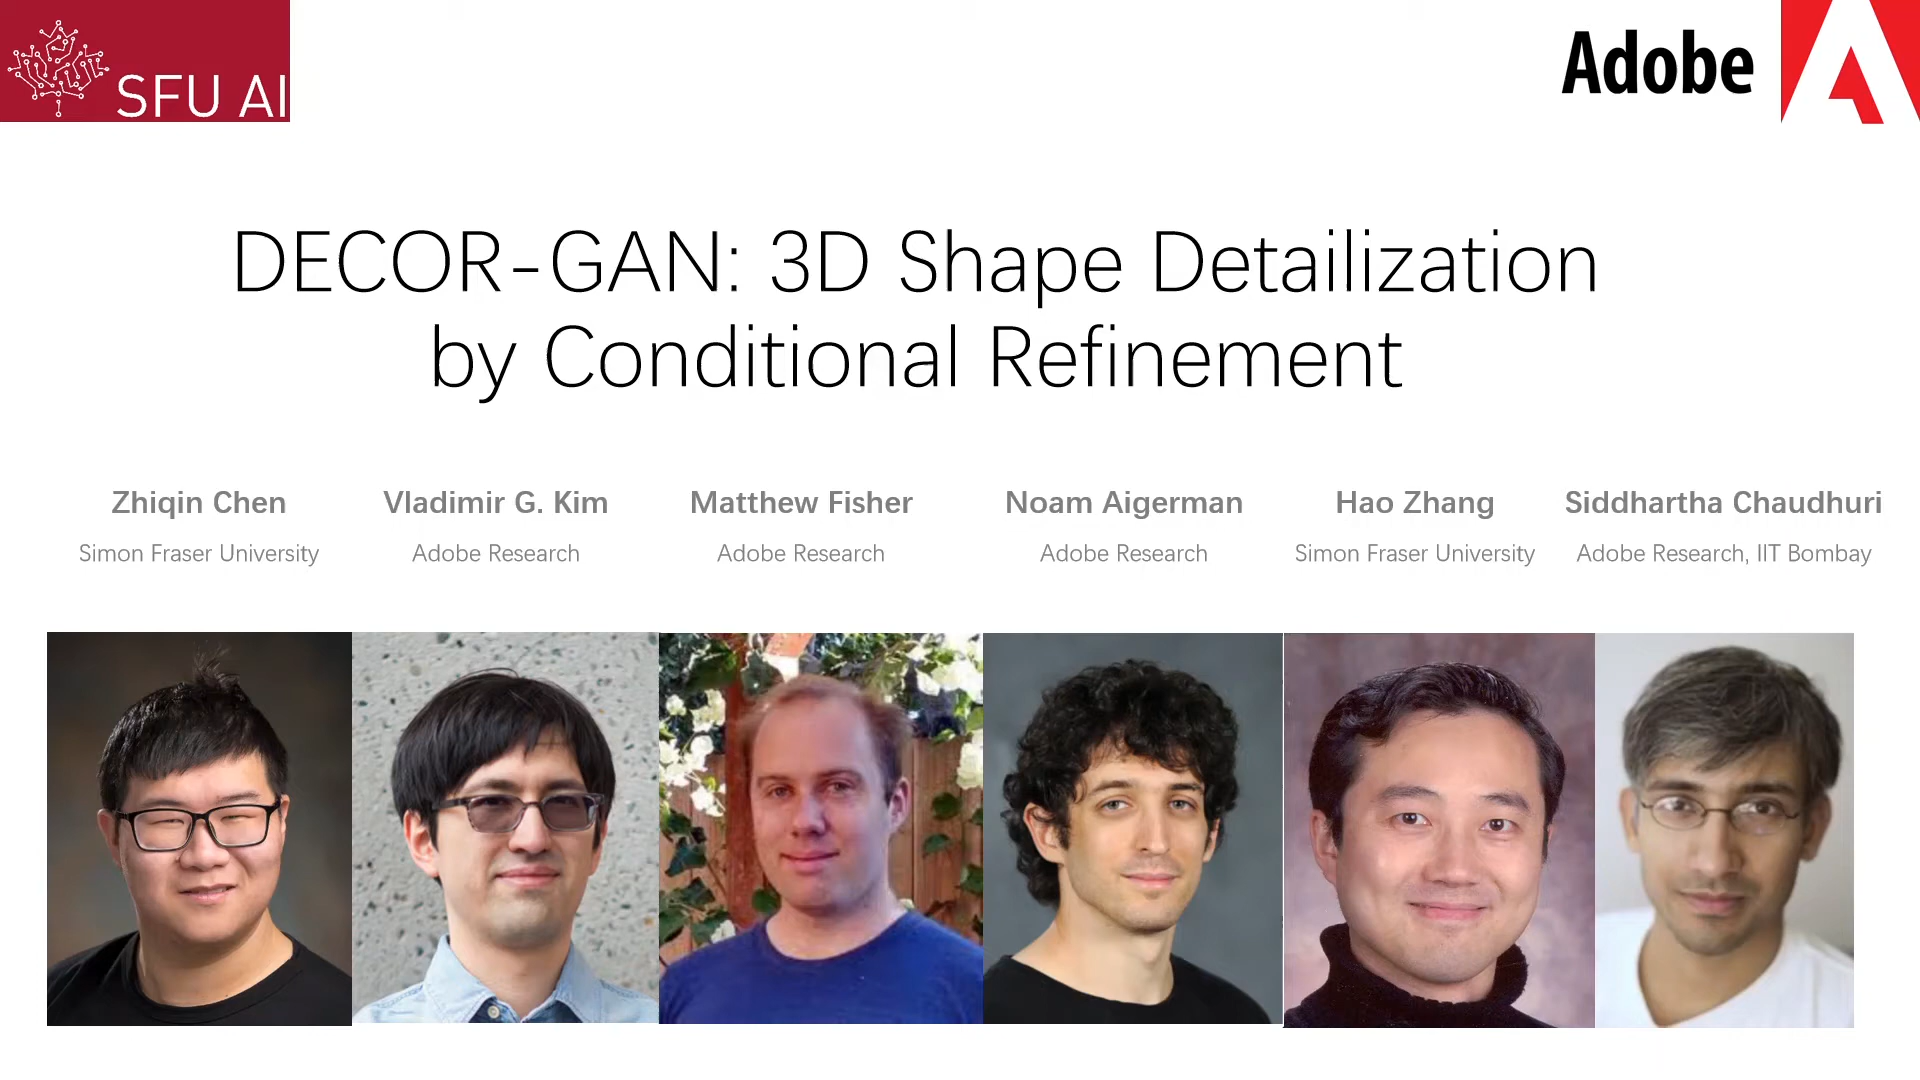 SFU AI
Adobe
DECOR-GAN: 3D Shape Detailization
by Conditional Refinement
Zhiqin Chen
Simon Fraser University
Vladimir G. Kim
Adobe Research
Matthew Fisher
Adobe Research
Noam Aigerman
Adobe Research
Hao Zhang
Simon Fraser University
Siddhartha Chaudhuri
Adobe Research, IIT Bombay